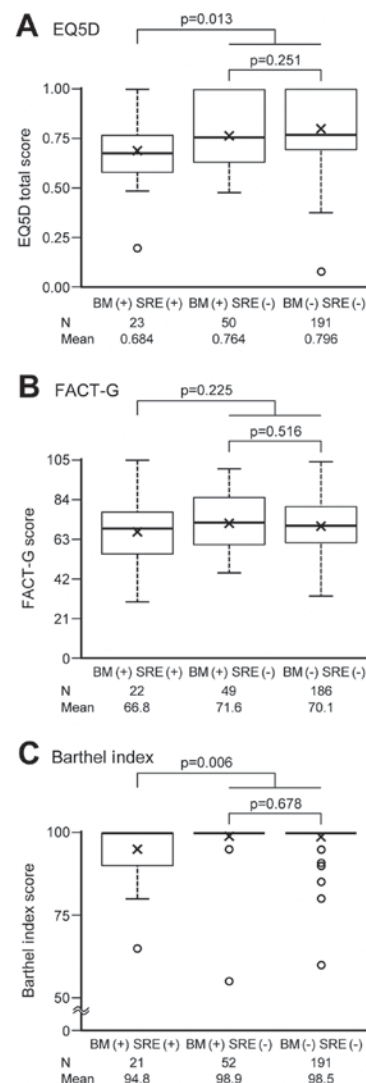 A EQ5D
p=0.013
p=0.251
EQ5D total score
1.00
0.75
0.50
0.25
0.00
BM (+) SRE (+) BM (+) SRE (-) BM (-) SRE (-)
N 23 50 191
Mean 0.684 0.764 0.796
B FACT-G
p=0.225
p=0.516
FACT-G score
105
84
63
42
21
0
BM (+) SRE (+) BM (+) SRE (-) BM (-) SRE (-)
N 22 49 186
Mean 66.8 71.6 70.1
C Barthel index
p=0.006
p=0.678
Barthel index score
100
75
50
0
BM (+) SRE (+) BM (+) SRE (-) BM (-) SRE (-)
N 21 52 191
Mean 94.8 98.9 98.5